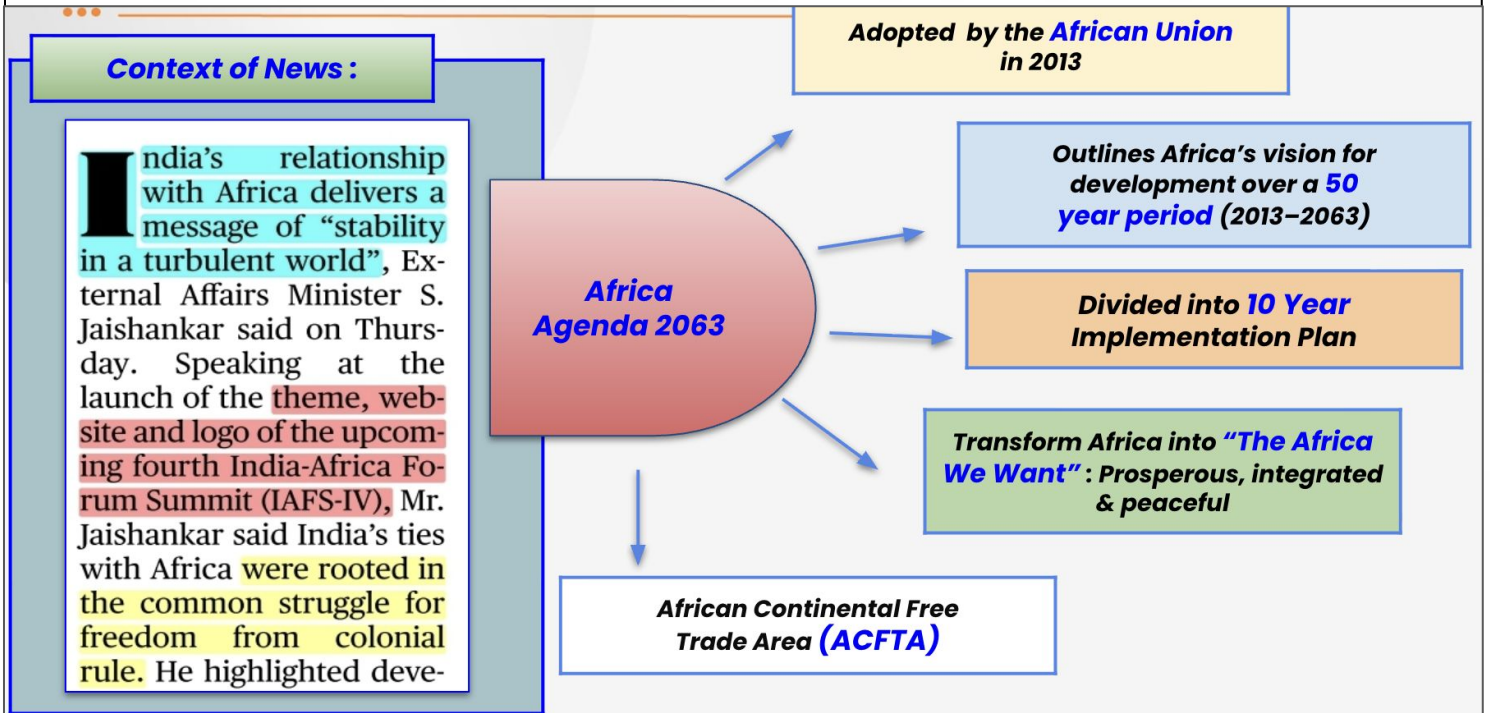 Context of News :
India's relationship
with Africa delivers a
message of “stability
in a turbulent world”, Ex-
ternal Affairs Minister S.
Jaishankar said on Thurs-
day. Speaking at the
launch of the theme, web-
site and logo of the upcom-
ing fourth India-Africa Fo-
rum Summit (IAFS-IV), Mr.
Jaishankar said India's ties
with Africa were rooted in
the common struggle for
freedom from colonial
rule. He highlighted deve-
Africa
Agenda 2063
Adopted by the African Union
in 2013
Outlines Africa's vision for
development over a 50
year period (2013–2063)
Divided into 10 Year
Implementation Plan
Transform Africa into “The Africa
We Want” : Prosperous, integrated
& peaceful
African Continental Free
Trade Area (ACFTA)